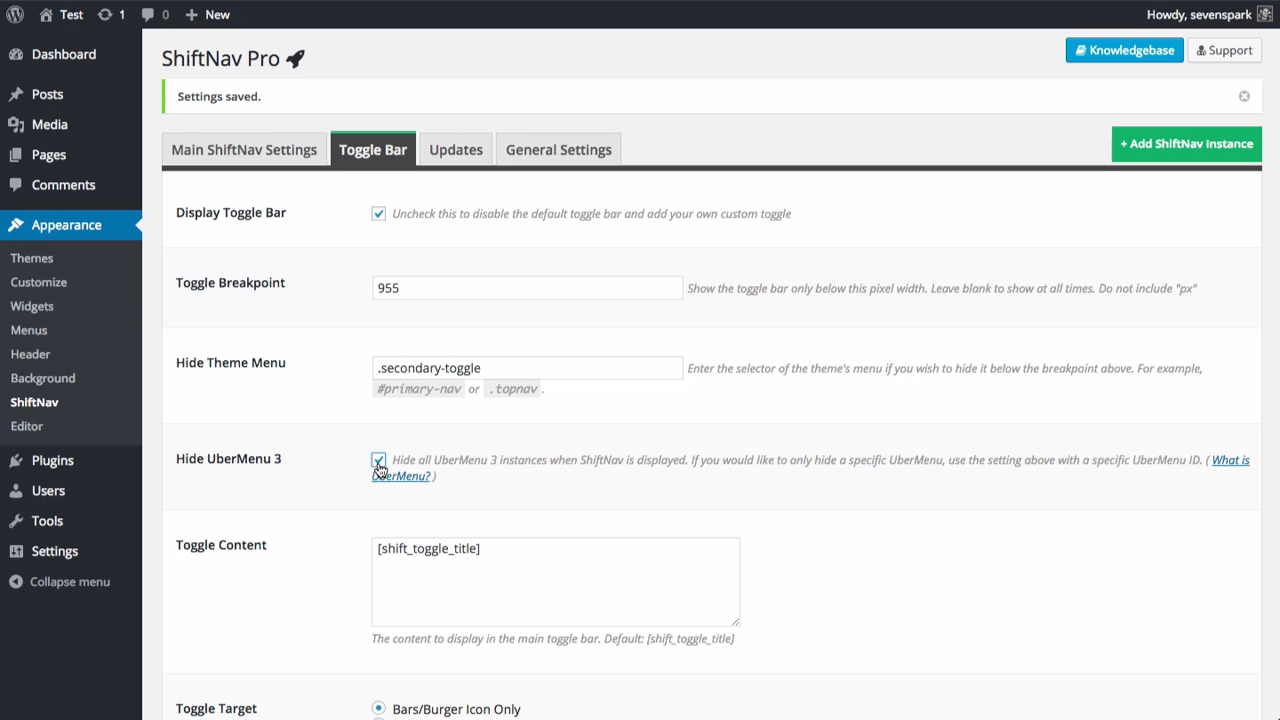 Test 1 0 New Howdy, sevenspark
Dashboard
Posts
Media
Pages
Comments
Appearance
Themes
Customize
Widgets
Menus
Header
Background
ShiftNav
Editor
Plugins
Users
Tools
Settings
Collapse menu
ShiftNav Pro
Knowledgebase Support
Settings saved.
Main ShiftNav Settings Toggle Bar Updates General Settings + Add ShiftNav Instance
Display Toggle Bar Uncheck this to disable the default toggle bar and add your own custom toggle
Toggle Breakpoint 955 Show the toggle bar only below this pixel width. Leave blank to show at all times. Do not include "px"
Hide Theme Menu .secondary-toggle Enter the selector of the theme's menu if you wish to hide it below the breakpoint above. For example,
#primary-nav or .topnav .
Hide UberMenu 3 Hide all UberMenu 3 instances when ShiftNav is displayed. If you would like to only hide a specific UberMenu, use the setting above with a specific UberMenu ID. ( What is
UberMenu? )
Toggle Content [shift_toggle_title]
The content to display in the main toggle bar. Default: [shift_toggle_title]
Toggle Target Bars/Burger Icon Only